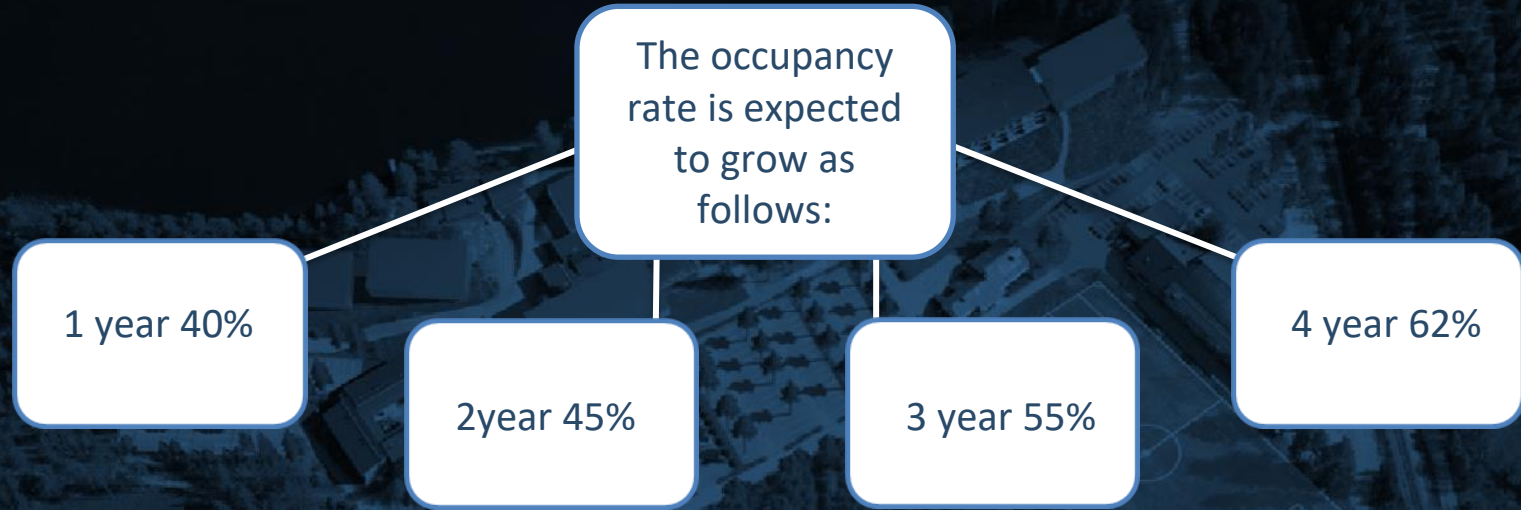 The occupancy
rate is expected
to grow as
follows:
1 year 40%
2year 45%
3 year 55%
4 year 62%